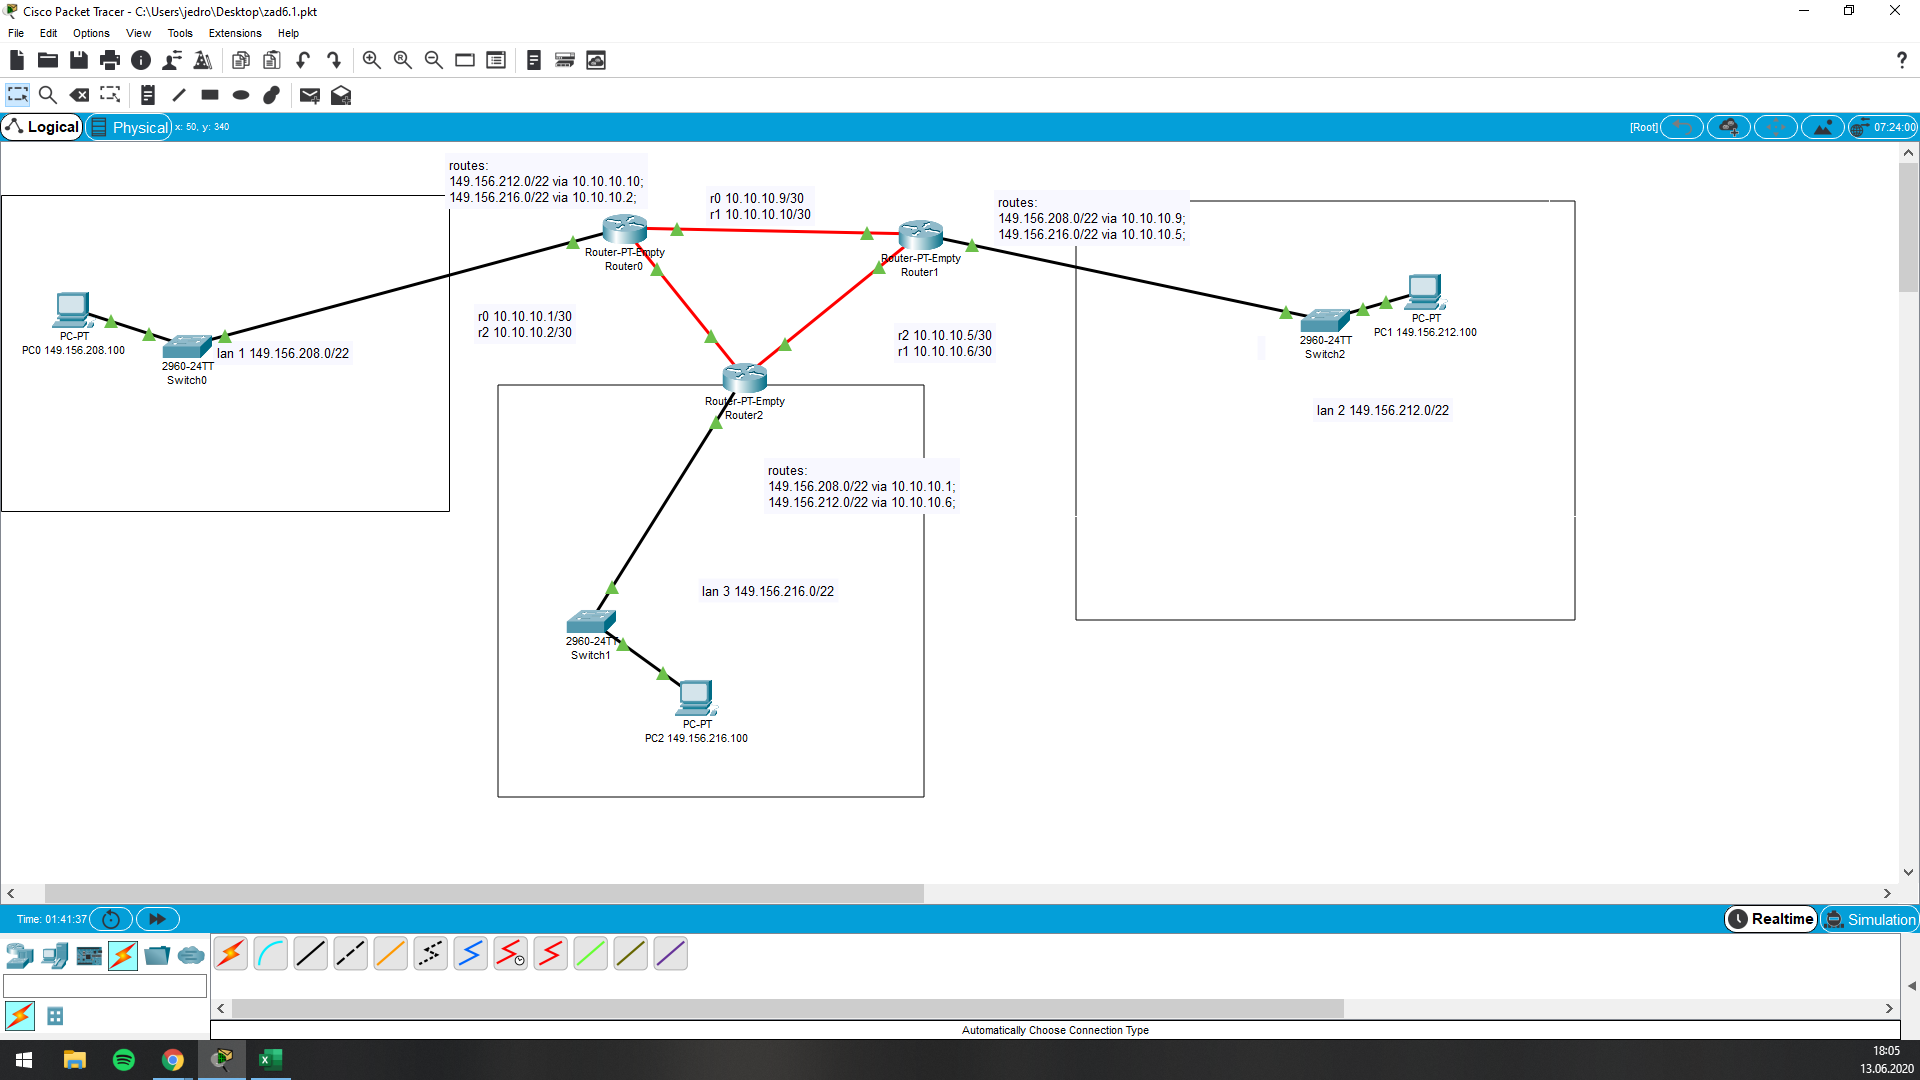 Cisco Packet Tracer - C:\Users\jedro\Desktop\zad6.1.pkt
File Edit Options View Tools Extensions Help
Logical Physical x: 50, y: 340 [Root] 07:24:00
routes:
149.156.212.0/22 via 10.10.10.10;
149.156.216.0/22 via 10.10.10.2;
r0 10.10.10.9/30
r1 10.10.10.10/30
routes:
149.156.208.0/22 via 10.10.10.9;
149.156.216.0/22 via 10.10.10.5;
Router-PT-Empty
Router0
Router-PT-Empty
Router1
r0 10.10.10.1/30
r2 10.10.10.2/30
r2 10.10.10.5/30
r1 10.10.10.6/30
PC-PT
PC0 149.156.208.100
2960-24TT
Switch0
lan 1 149.156.208.0/22
PC-PT
PC1 149.156.212.100
2960-24TT
Switch2
lan 2 149.156.212.0/22
Router-PT-Empty
Router2
routes:
149.156.208.0/22 via 10.10.10.1;
149.156.212.0/22 via 10.10.10.6;
lan 3 149.156.216.0/22
2960-24TT
Switch1
PC-PT
PC2 149.156.216.100
Time: 01:41:37
Realtime Simulation
Automatically Choose Connection Type
18:05
13.06.2020